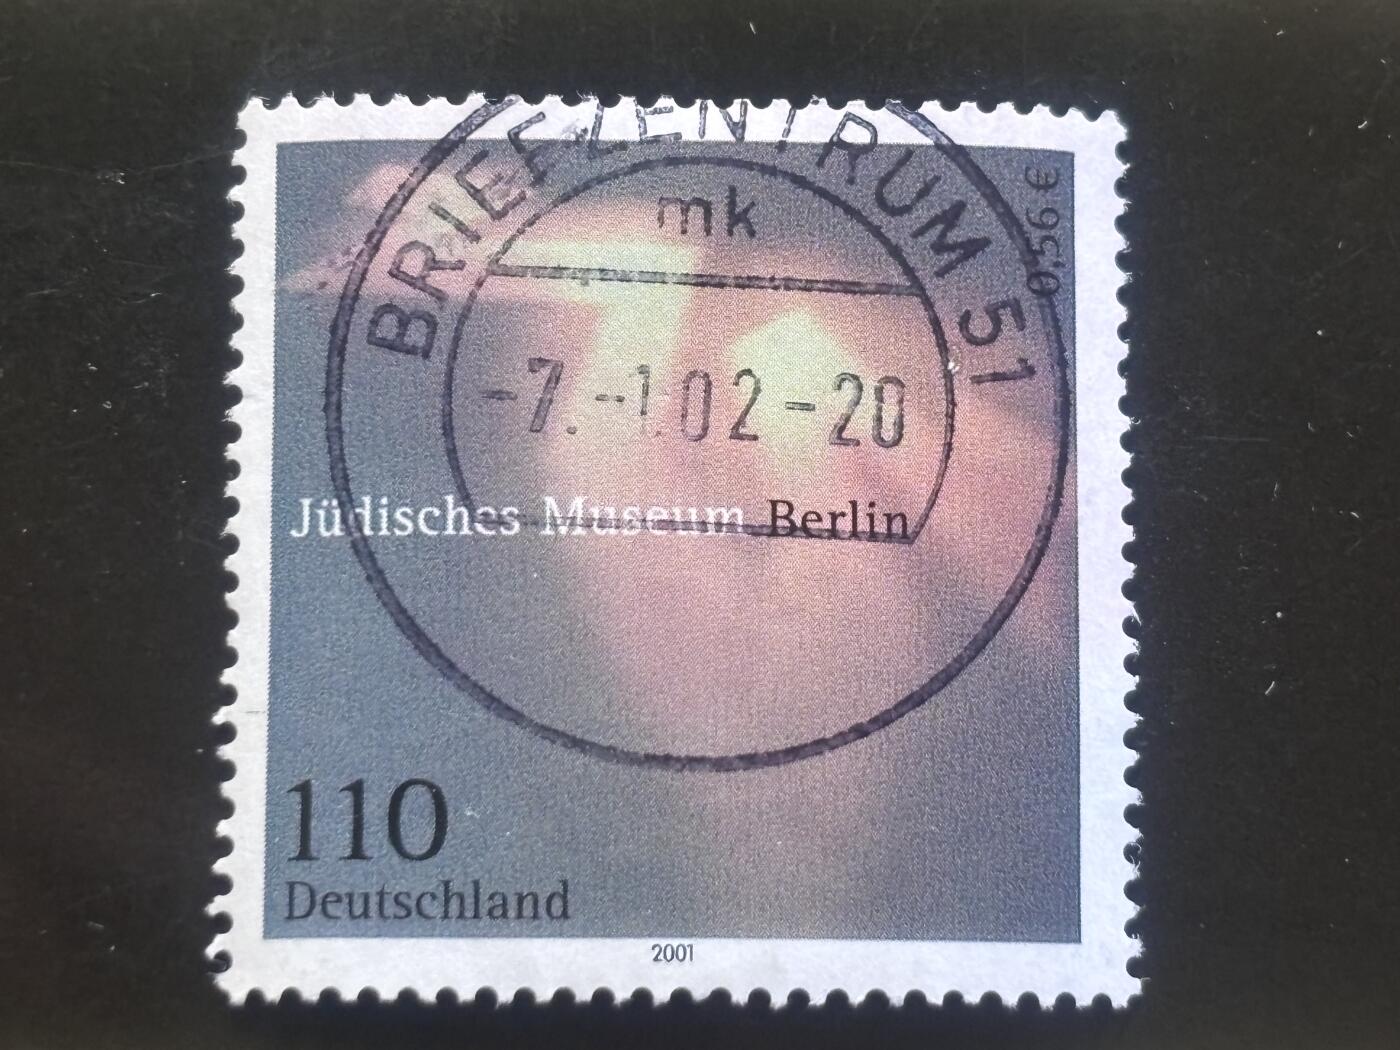 BRIEFZENTRUM 51
mk
0,56 €
-7.-1.02-20
Jüdisches Museum Berlin
110
Deutschland
2001